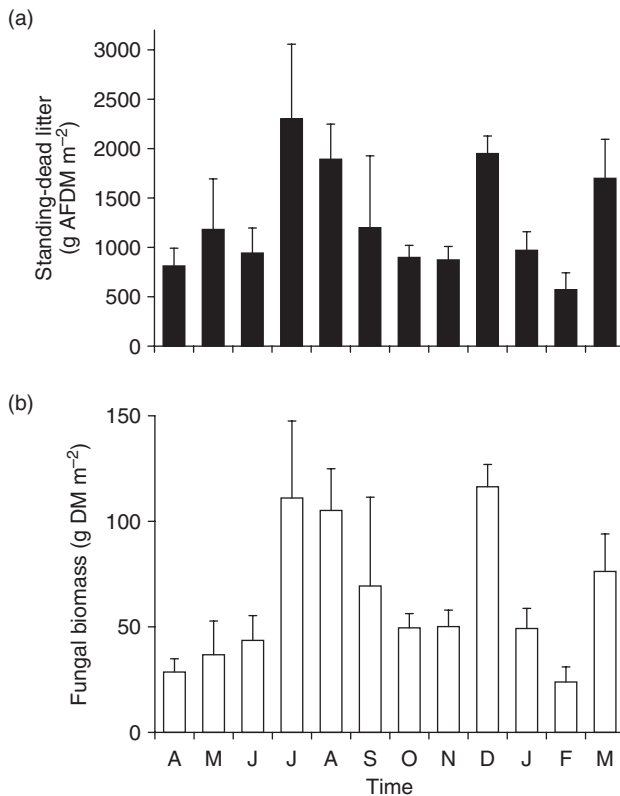 (a)
Standing-dead litter
(g AFDM m⁻²)
3000
2500
2000
1500
1000
500
0
(b)
Fungal biomass (g DM m⁻²)
150
100
50
0
A M J J A S O N D J F M
Time